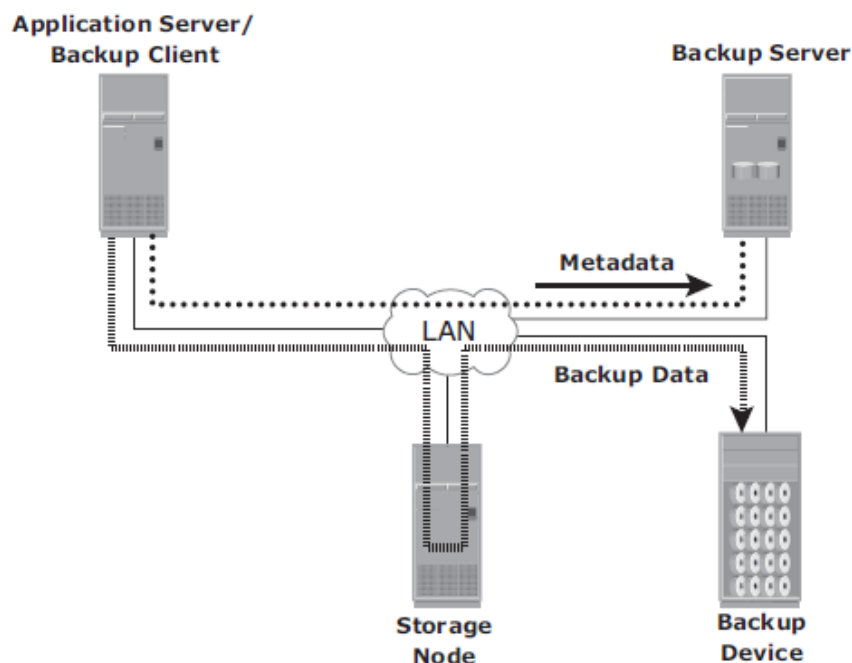 Application Server/
Backup Client
Backup Server
Metadata
LAN
Backup Data
Storage
Node
Backup
Device